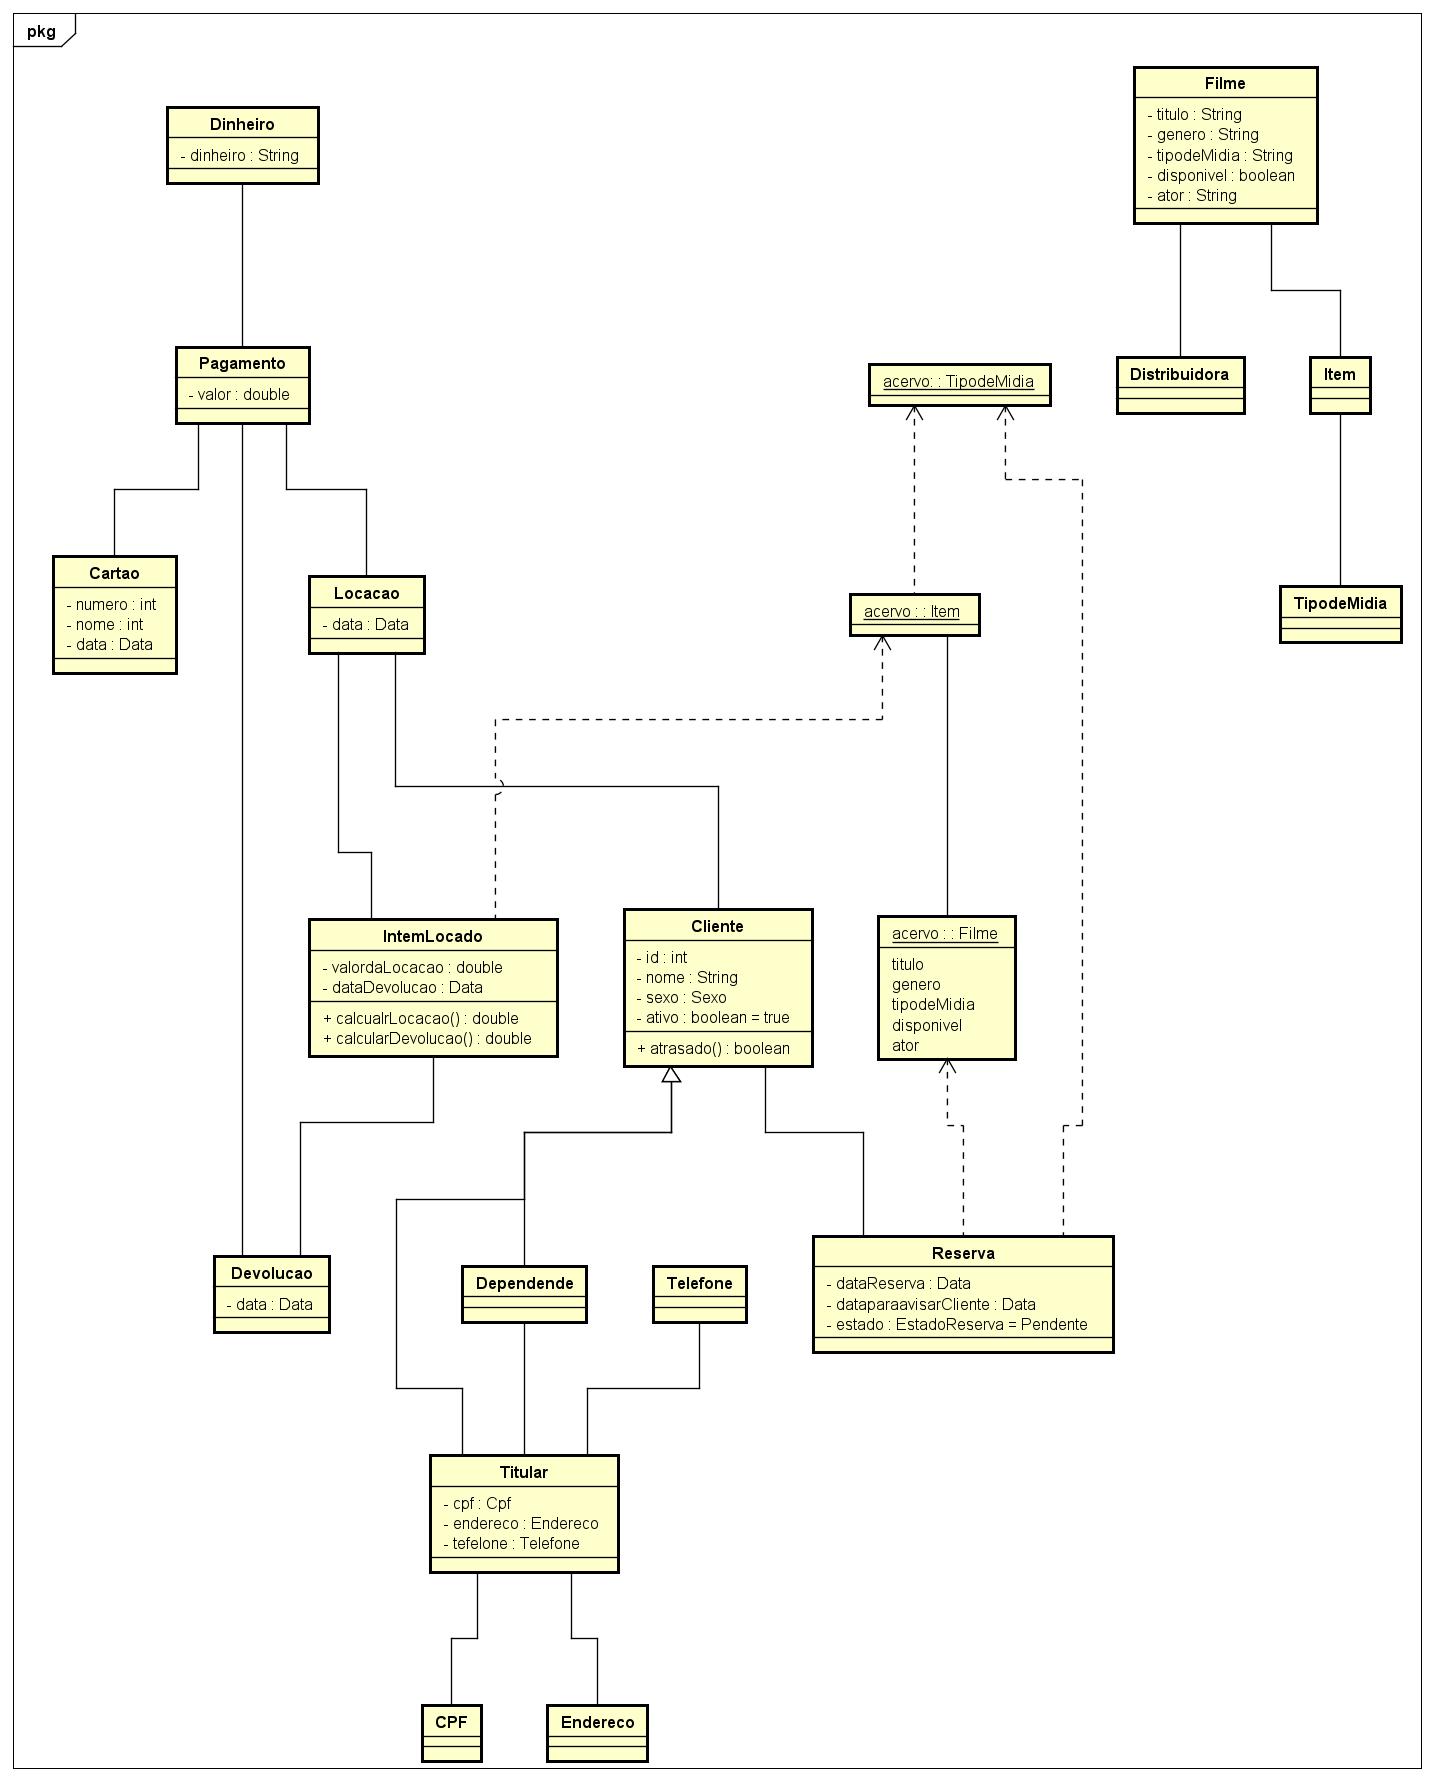 pkg
Dinheiro
- dinheiro : String
Filme
- titulo : String
- genero : String
- tipodeMidia : String
- disponivel : boolean
- ator : String
Pagamento
- valor : double
acervo: : TipodeMidia
Distribuidora
Item
Cartao
- numero : int
- nome : int
- data : Data
Locacao
- data : Data
acervo : : Item
TipodeMidia
IntemLocado
- valordaLocacao : double
- dataDevolucao : Data
+ calcualrLocacao() : double
+ calcularDevolucao() : double
Cliente
- id : int
- nome : String
- sexo : Sexo
- ativo : boolean = true
+ atrasado() : boolean
acervo : : Filme
titulo
genero
tipodeMidia
disponivel
ator
Devolucao
- data : Data
Dependende
Telefone
Reserva
- dataReserva : Data
- dataparaavisarCliente : Data
- estado : EstadoReserva = Pendente
Titular
- cpf : Cpf
- endereco : Endereco
- tefelone : Telefone
CPF
Endereco